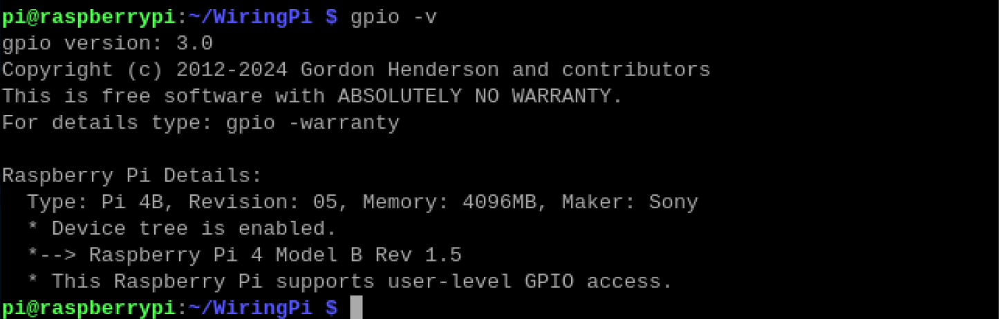 pi@raspberrypi:~/WiringPi $ gpio -v
gpio version: 3.0
Copyright (c) 2012-2024 Gordon Henderson and contributors
This is free software with ABSOLUTELY NO WARRANTY.
For details type: gpio -warranty

Raspberry Pi Details:
  Type: Pi 4B, Revision: 05, Memory: 4096MB, Maker: Sony
  * Device tree is enabled.
  *--> Raspberry Pi 4 Model B Rev 1.5
  * This Raspberry Pi supports user-level GPIO access.
pi@raspberrypi:~/WiringPi $